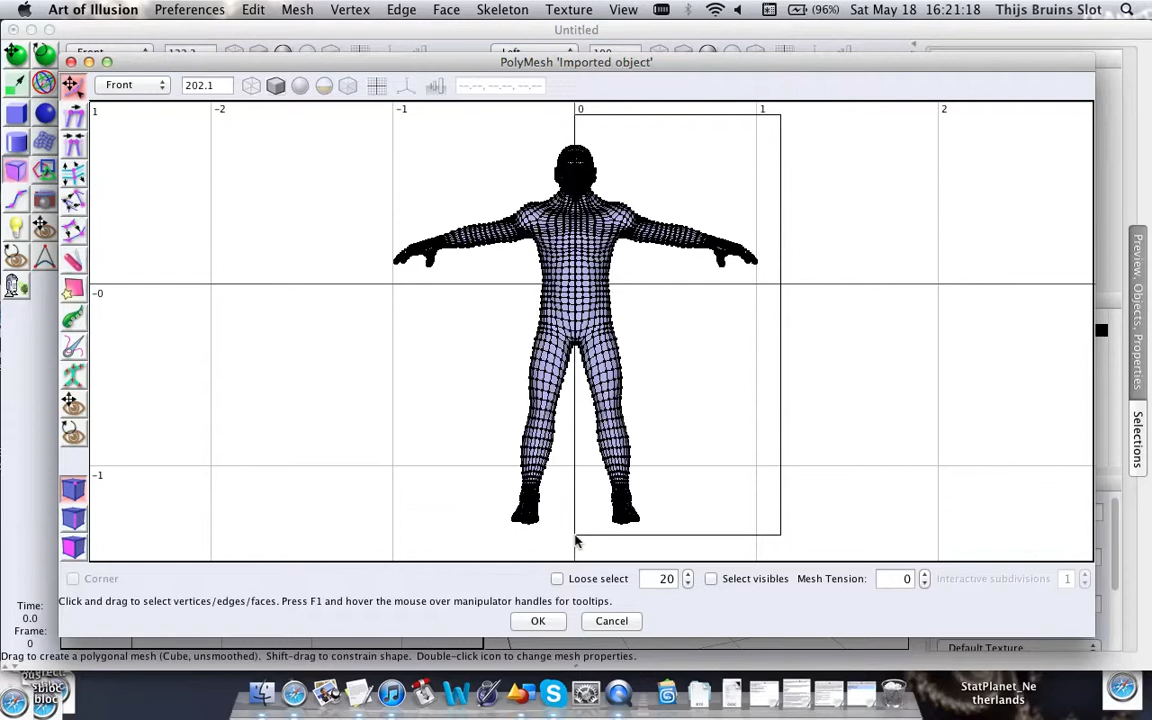 Art of Illusion Preferences Edit Mesh Vertex Edge Face Skeleton Texture View (96%) Sat May 18 16:21:18 Thijs Bruins Slot
Untitled
PolyMesh 'Imported object'
Front 202.1 --.--, --.--, --.--
1 -2 -1 0 1 2
-0
-1
Preview, Objects, Properties
Selections
Corner Loose select 20 Select visibles Mesh Tension: 0 Interactive subdivisions 1
Click and drag to select vertices/edges/faces. Press F1 and hover the mouse over manipulator handles for tooltips.
Time:
0.0
Frame:
0
OK Cancel
Default Texture
Drag to create a polygonal mesh (Cube, unsmoothed). Shift-drag to constrain shape. Double-click icon to change mesh properties.
StatPlanet_Ne
therlands